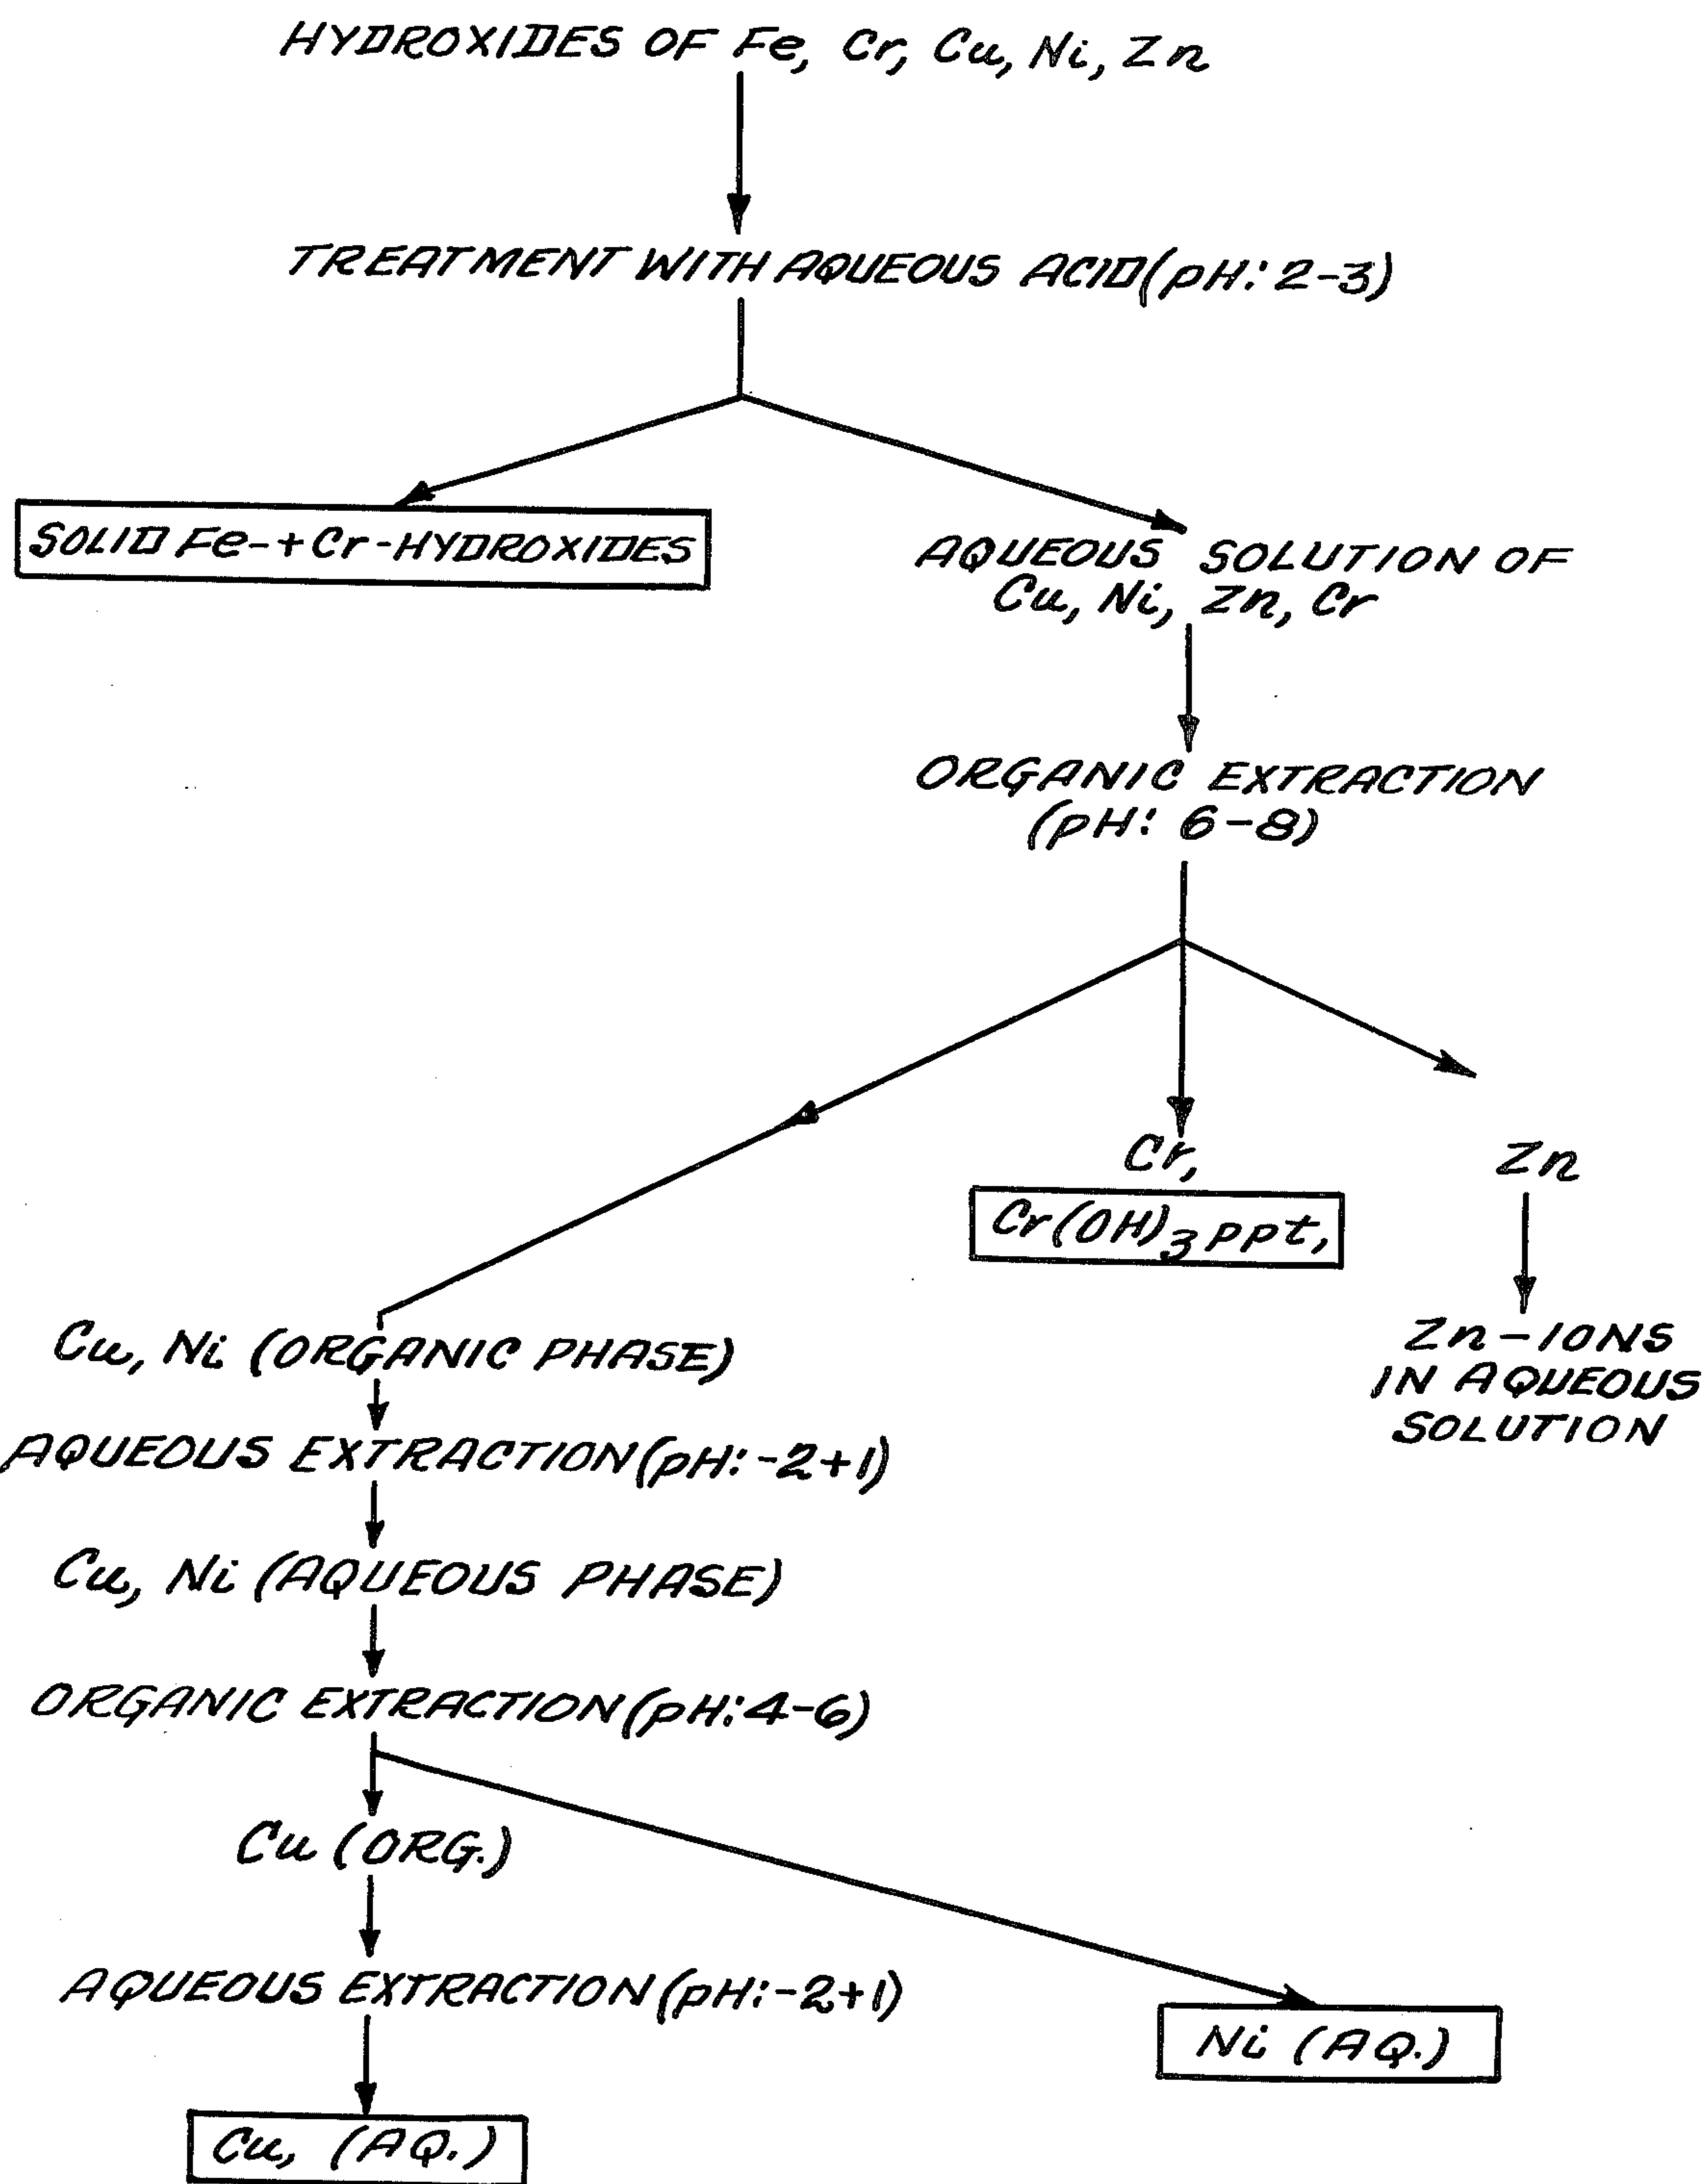 HYDROXIDES OF Fe, Cr, Cu, Ni, Zn
TREATMENT WITH AQUEOUS ACID (pH: 2-3)
SOLID Fe-+Cr-HYDROXIDES
AQUEOUS SOLUTION OF
Cu, Ni, Zn, Cr
ORGANIC EXTRACTION
(pH: 6-8)
Cr,
Cr(OH)3 ppt,
Zn
Zn-IONS
IN AQUEOUS
SOLUTION
Cu, Ni (ORGANIC PHASE)
AQUEOUS EXTRACTION (pH: -2+1)
Cu, Ni (AQUEOUS PHASE)
ORGANIC EXTRACTION (pH: 4-6)
Cu (ORG.)
AQUEOUS EXTRACTION (pH: -2+1)
Ni (AQ.)
Cu, (AQ.)